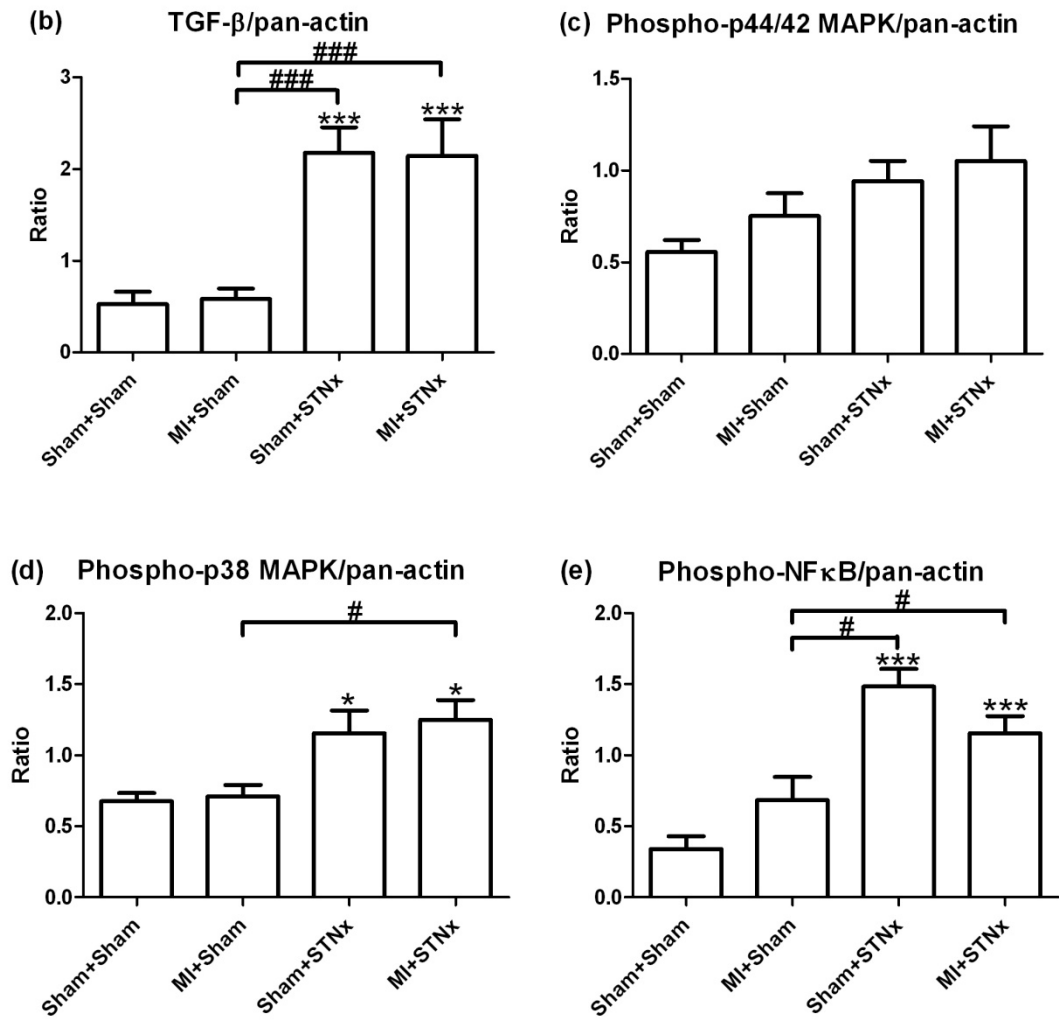 (b) TGF-β/pan-actin
###
###
*** ***
3
2
1
0
Ratio
Sham+Sham
MI+Sham
Sham+STNx
MI+STNx
(c) Phospho-p44/42 MAPK/pan-actin
1.5
1.0
0.5
0.0
Ratio
Sham+Sham
MI+Sham
Sham+STNx
MI+STNx
(d) Phospho-p38 MAPK/pan-actin
#
* *
2.0
1.5
1.0
0.5
0.0
Ratio
Sham+Sham
MI+Sham
Sham+STNx
MI+STNx
(e) Phospho-NFκB/pan-actin
#
#
***
***
2.0
1.5
1.0
0.5
0.0
Ratio
Sham+Sham
MI+Sham
Sham+STNx
MI+STNx